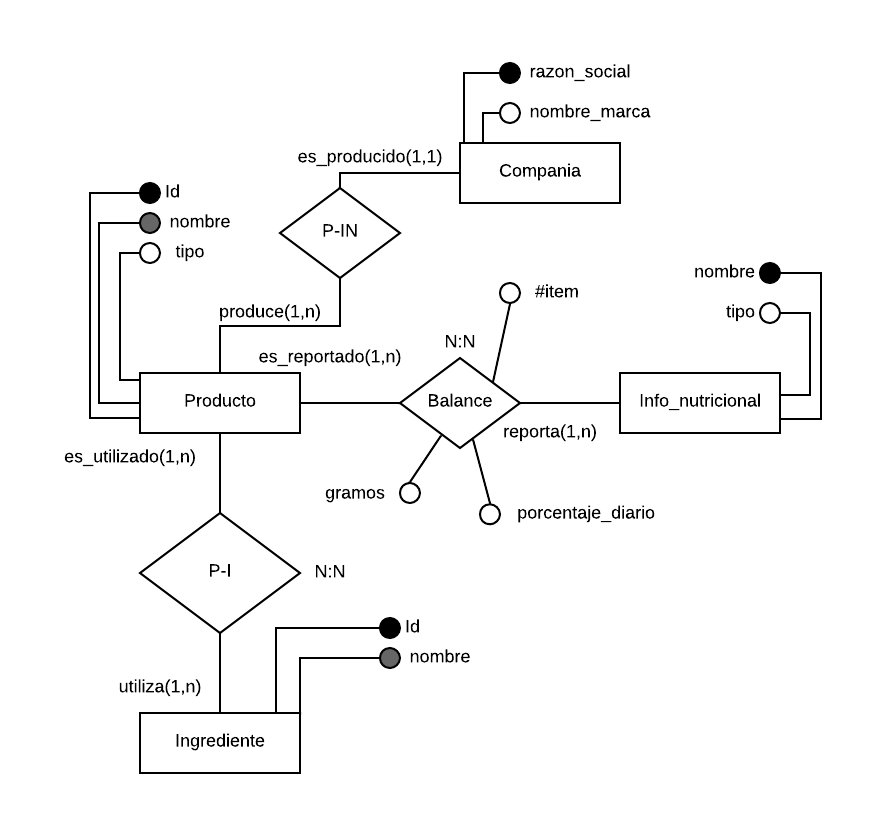 razon_social
nombre_marca
es_producido(1,1)
Compania
Id
nombre
tipo
P-IN
nombre
tipo
#item
produce(1,n)
N:N
es_reportado(1,n)
Producto
Balance
Info_nutricional
reporta(1,n)
es_utilizado(1,n)
gramos
porcentaje_diario
P-I
N:N
Id
nombre
utiliza(1,n)
Ingrediente